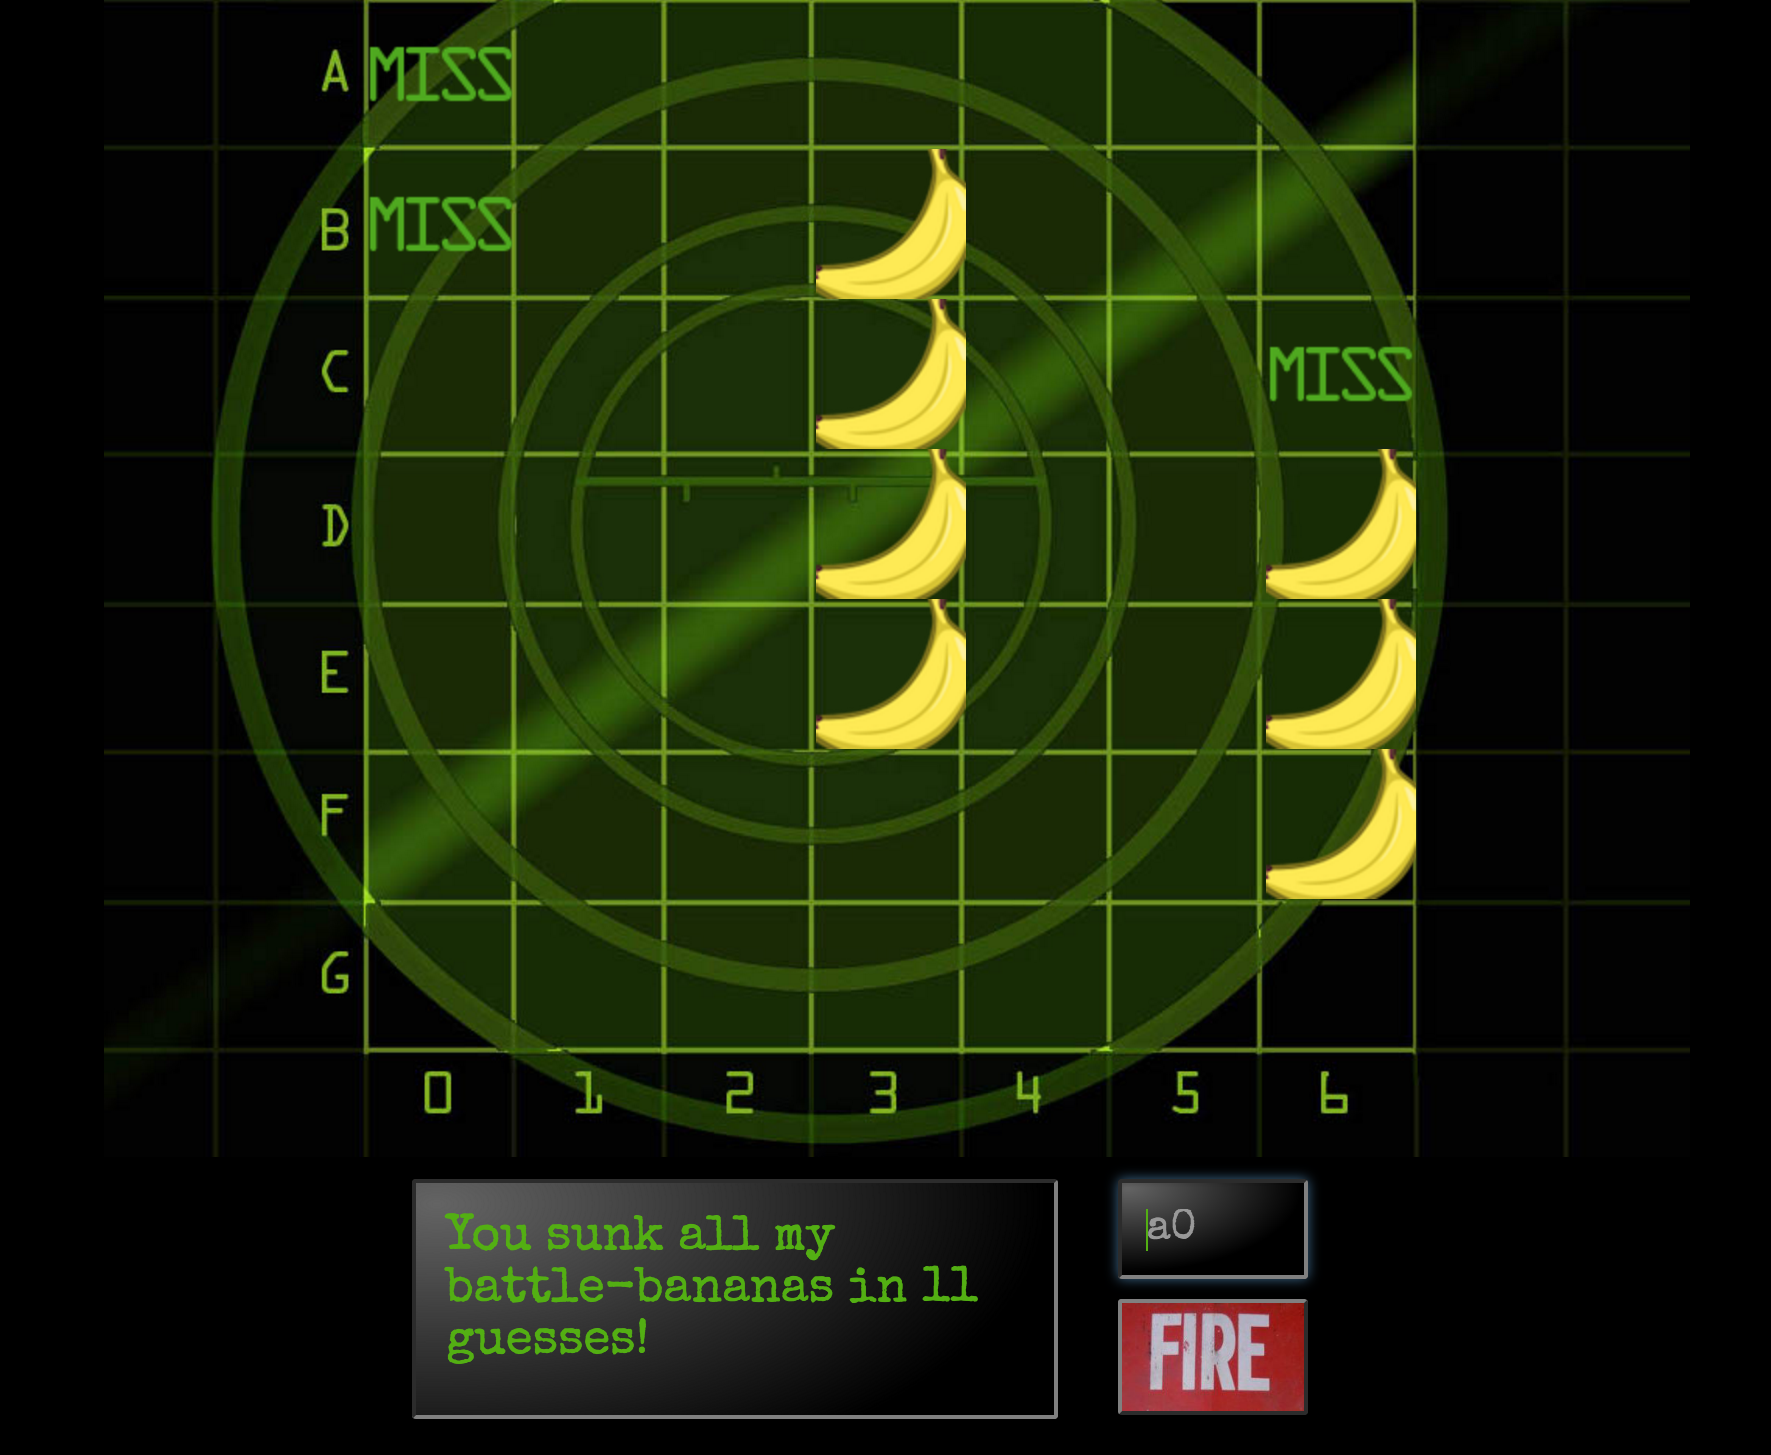 A MISS
B MISS
C MISS
D
E
F
G
0 1 2 3 4 5 6
You sunk all my
battle-bananas in 11
guesses!
a0
FIRE